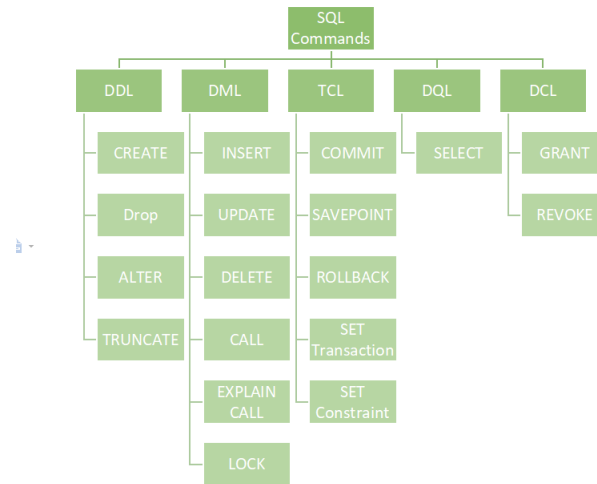 SQL
Commands
DDL
DML
TCL
DQL
DCL
CREATE
INSERT
COMMIT
SELECT
GRANT
Drop
UPDATE
SAVEPOINT
REVOKE
ALTER
DELETE
ROLLBACK
TRUNCATE
CALL
SET
Transaction
EXPLAIN
CALL
SET
Constraint
LOCK